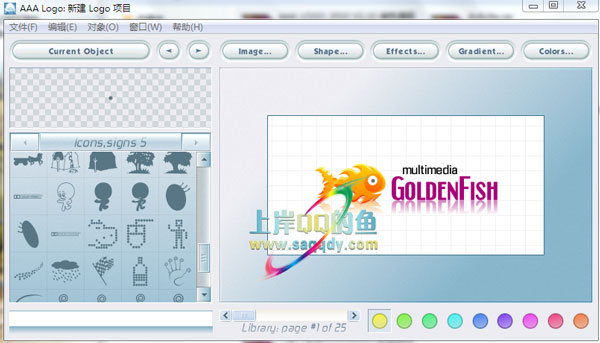 AAA Logo: 新建 Logo 项目
文件(F) 编辑(E) 对象(O) 窗口(W) 帮助(H)
Current Object
Image... Shape... Effects... Gradient... Colors...
icons,signs 5
multimedia
GOLDENFISH
上岸QQ的鱼
www.saqqdy.com
Library: page #1 of 25